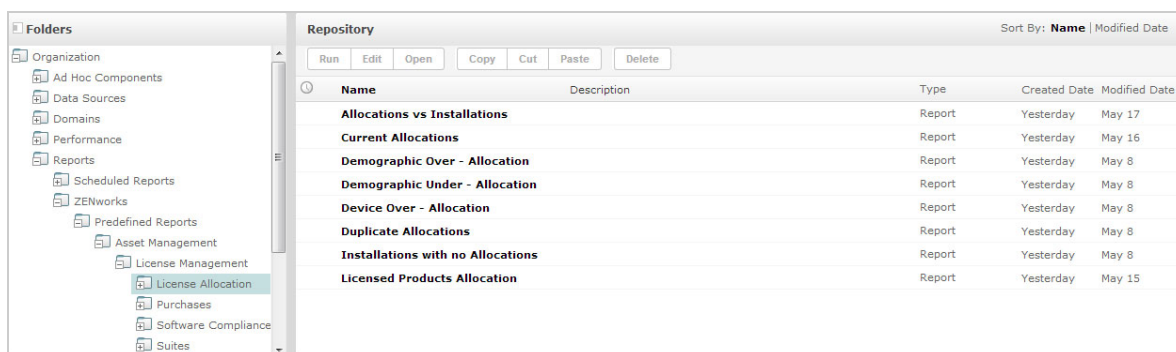 Folders
Organization
Ad Hoc Components
Data Sources
Domains
Performance
Reports
Scheduled Reports
ZENworks
Predefined Reports
Asset Management
License Management
License Allocation
Purchases
Software Compliance
Suites
Repository
Sort By: Name | Modified Date
Run Edit Open Copy Cut Paste Delete
Name Description Type Created Date Modified Date
Allocations vs Installations Report Yesterday May 17
Current Allocations Report Yesterday May 16
Demographic Over - Allocation Report Yesterday May 8
Demographic Under - Allocation Report Yesterday May 8
Device Over - Allocation Report Yesterday May 8
Duplicate Allocations Report Yesterday May 8
Installations with no Allocations Report Yesterday May 8
Licensed Products Allocation Report Yesterday May 15